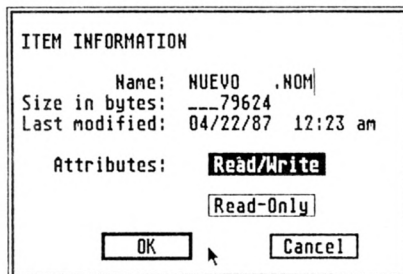 ITEM INFORMATION
Name: NUEVO   .NOM
Size in bytes: ___79624
Last modified: 04/22/87  12:23 am
Attributes: Read/Write
Read-Only
OK Cancel